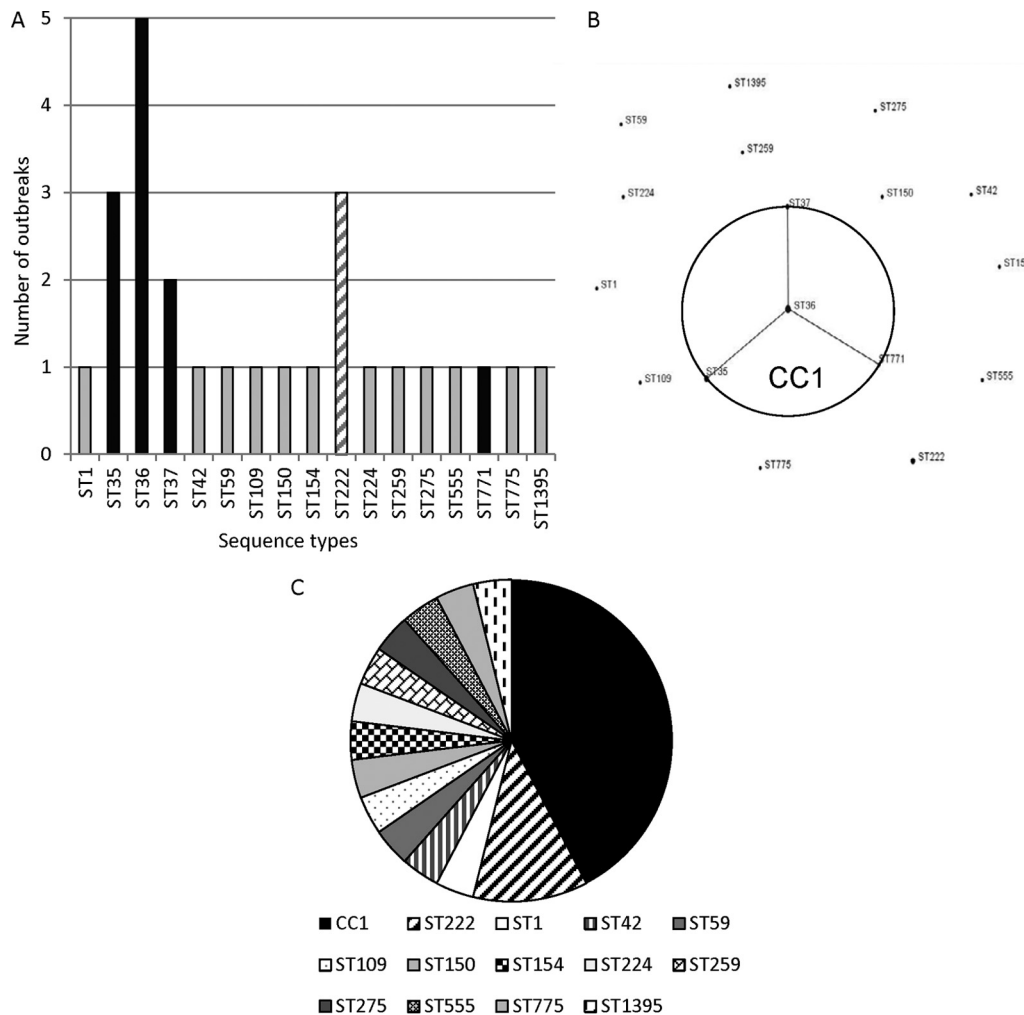 A
Number of outbreaks
5
4
3
2
1
0
ST1
ST35
ST36
ST37
ST42
ST59
ST109
ST150
ST154
ST222
ST224
ST259
ST275
ST555
ST771
ST775
ST1395
Sequence types
B
ST1395
ST275
ST59
ST259
ST224
ST150
ST42
ST37
ST15
ST1
ST36
ST771
ST35
CC1
ST109
ST555
ST775
ST222
C
CC1 ST222 ST1 ST42 ST59
ST109 ST150 ST154 ST224 ST259
ST275 ST555 ST775 ST1395